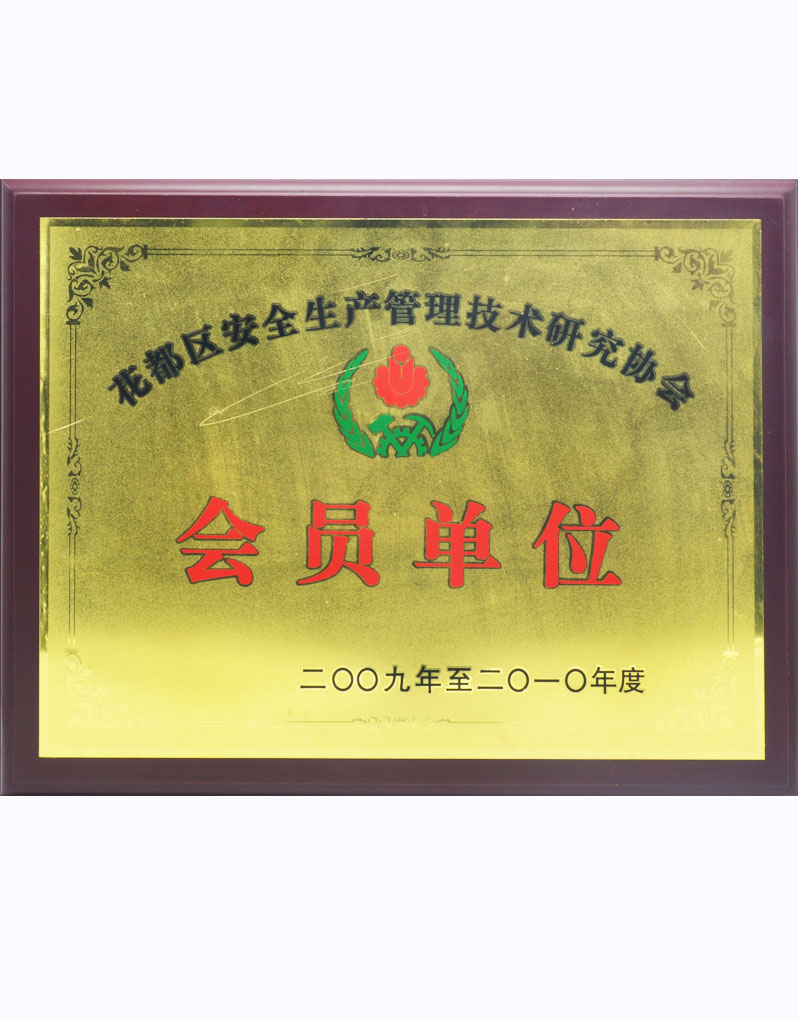 花都区安全生产管理技术研究协会
会员单位
二〇〇九年至二〇一〇年度